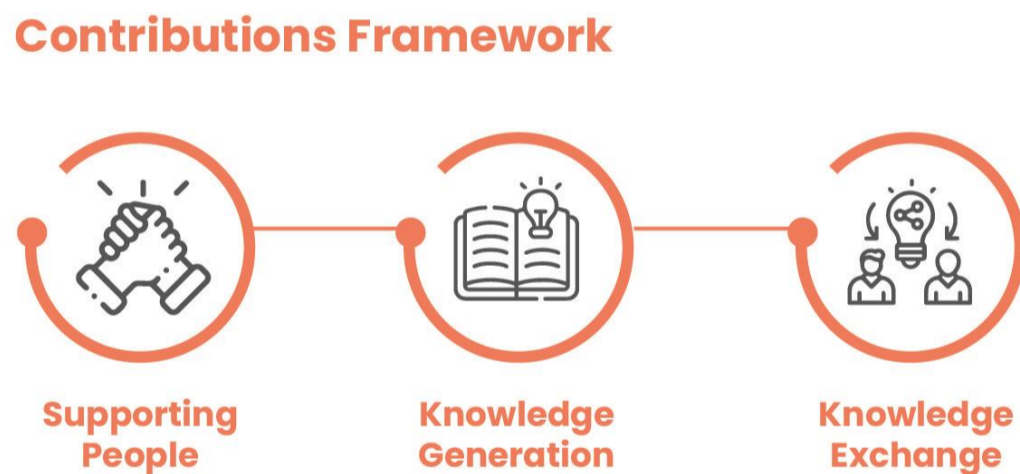 Contributions Framework
Supporting
People
Knowledge
Generation
Knowledge
Exchange